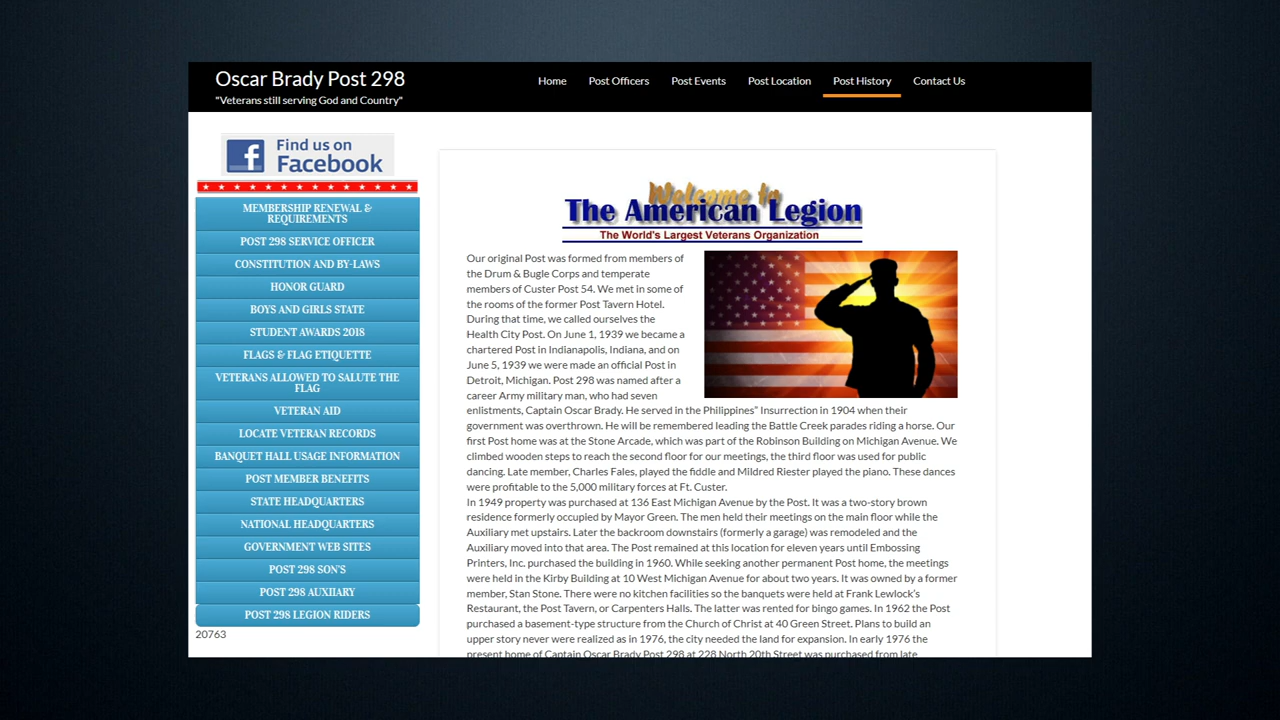 Oscar Brady Post 298
"Veterans still serving God and Country"
Home Post Officers Post Events Post Location Post History Contact Us
Find us on
Facebook
MEMBERSHIP RENEWAL &
REQUIREMENTS
POST 298 SERVICE OFFICER
CONSTITUTION AND BY-LAWS
HONOR GUARD
BOYS AND GIRLS STATE
STUDENT AWARDS 2018
FLAGS & FLAG ETIQUETTE
VETERANS ALLOWED TO SALUTE THE
FLAG
VETERAN AID
LOCATE VETERAN RECORDS
BANQUET HALL USAGE INFORMATION
POST MEMBER BENEFITS
STATE HEADQUARTERS
NATIONAL HEADQUARTERS
GOVERNMENT WEB SITES
POST 298 SON'S
POST 298 AUXIIARY
POST 298 LEGION RIDERS
20763
Welcome to
The American Legion
The World's Largest Veterans Organization
Our original Post was formed from members of
the Drum & Bugle Corps and temperate
members of Custer Post 54. We met in some of
the rooms of the former Post Tavern Hotel.
During that time, we called ourselves the
Health City Post. On June 1, 1939 we became a
chartered Post in Indianapolis, Indiana, and on
June 5, 1939 we were made an official Post in
Detroit, Michigan. Post 298 was named after a
career Army military man, who had seven
enlistments, Captain Oscar Brady. He served in the Philippines" Insurrection in 1904 when their
government was overthrown. He will be remembered leading the Battle Creek parades riding a horse. Our
first Post home was at the Stone Arcade, which was part of the Robinson Building on Michigan Avenue. We
climbed wooden steps to reach the second floor for our meetings, the third floor was used for public
dancing. Late member, Charles Fales, played the fiddle and Mildred Riester played the piano. These dances
were profitable to the 5,000 military forces at Ft. Custer.
In 1949 property was purchased at 136 East Michigan Avenue by the Post. It was a two-story brown
residence formerly occupied by Mayor Green. The men held their meetings on the main floor while the
Auxiliary met upstairs. Later the backroom downstairs (formerly a garage) was remodeled and the
Auxiliary moved into that area. The Post remained at this location for eleven years until Embossing
Printers, Inc. purchased the building in 1960. While seeking another permanent Post home, the meetings
were held in the Kirby Building at 10 West Michigan Avenue for about two years. It was owned by a former
member, Stan Stone. There were no kitchen facilities so the banquets were held at Frank Lewlock's
Restaurant, the Post Tavern, or Carpenters Halls. The latter was rented for bingo games. In 1962 the Post
purchased a basement-type structure from the Church of Christ at 40 Green Street. Plans to build an
upper story never were realized as in 1976, the city needed the land for expansion. In early 1976 the
present home of Captain Oscar Brady Post 298 at 228 North 20th Street was purchased from late